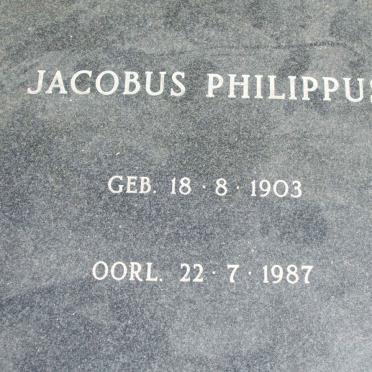 JACOBUS PHILIPPUS
GEB. 18 · 8 · 1903
OORL. 22 · 7 · 1987